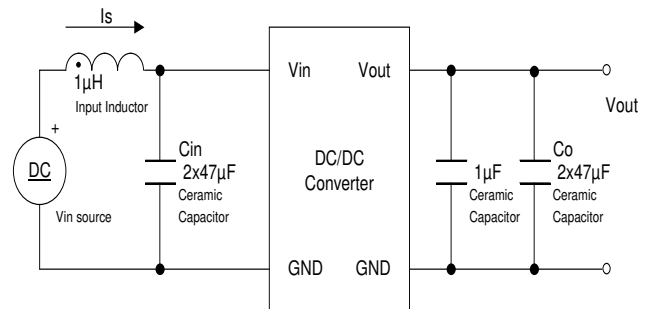 Is
1µH
Input Inductor
+
DC
Vin source
Cin
2x47µF
Ceramic
Capacitor
Vin
Vout
DC/DC
Converter
GND
GND
1µF
Ceramic
Capacitor
Co
2x47µF
Ceramic
Capacitor
Vout